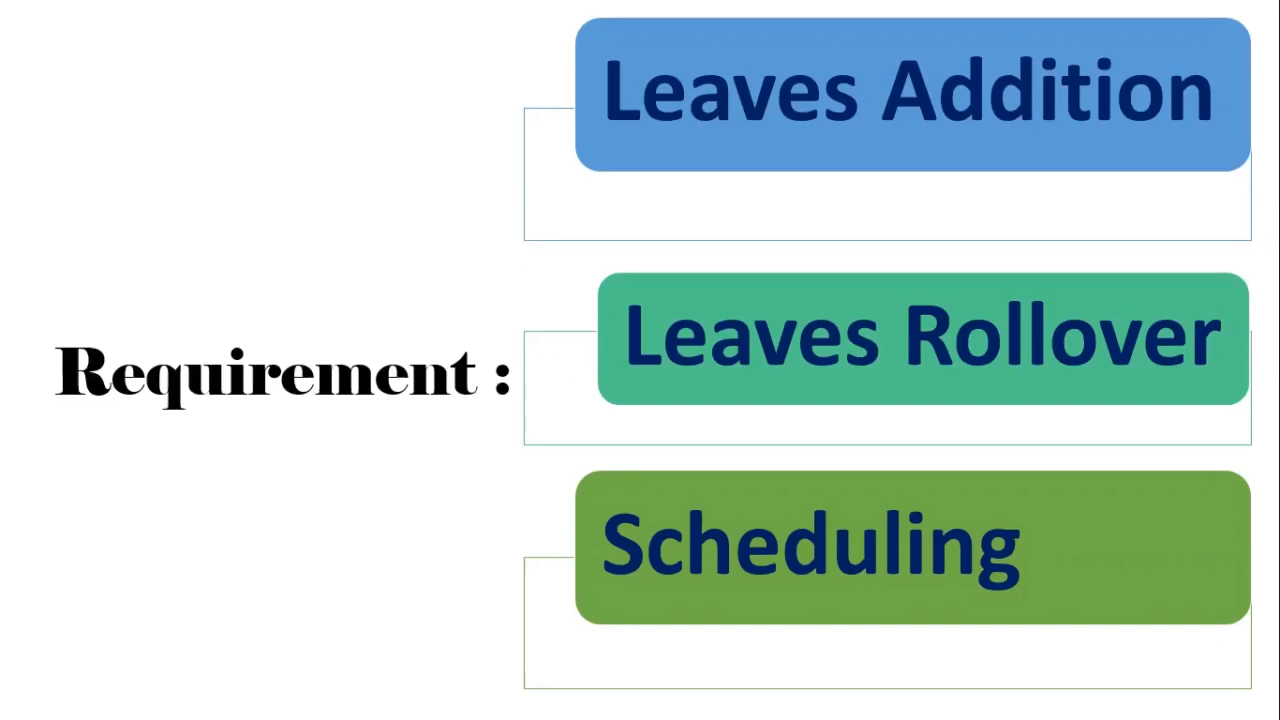 Requirement :
Leaves Addition
Leaves Rollover
Scheduling